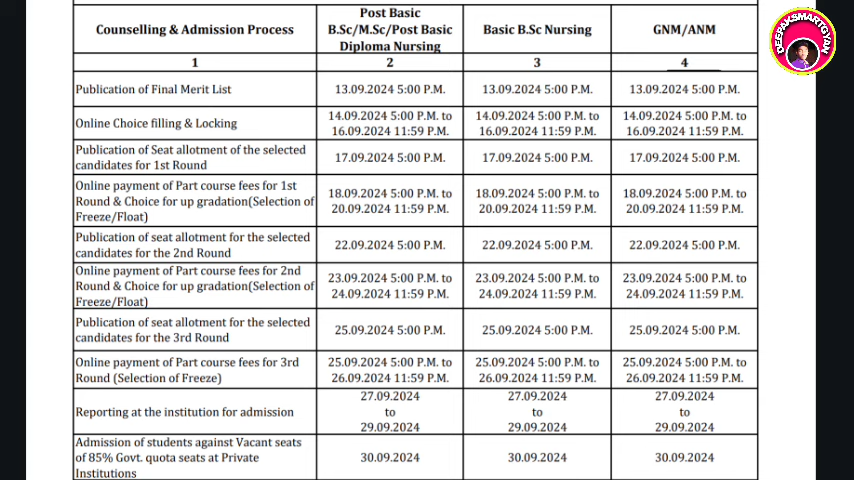 Counselling & Admission Process
Post Basic
B.Sc/M.Sc/Post Basic
Diploma Nursing
Basic B.Sc Nursing
GNM/ANM
1
2
3
4
Publication of Final Merit List
13.09.2024 5:00 P.M.
13.09.2024 5:00 P.M.
13.09.2024 5:00 P.M.
Online Choice filling & Locking
14.09.2024 5:00 P.M. to
16.09.2024 11:59 P.M.
14.09.2024 5:00 P.M. to
16.09.2024 11:59 P.M.
14.09.2024 5:00 P.M. to
16.09.2024 11:59 P.M.
Publication of Seat allotment of the selected
candidates for 1st Round
17.09.2024 5:00 P.M.
17.09.2024 5:00 P.M.
17.09.2024 5:00 P.M.
Online payment of Part course fees for 1st
Round & Choice for up gradation(Selection of
Freeze/Float)
18.09.2024 5:00 P.M. to
20.09.2024 11:59 P.M.
18.09.2024 5:00 P.M. to
20.09.2024 11:59 P.M.
18.09.2024 5:00 P.M. to
20.09.2024 11:59 P.M.
Publication of seat allotment for the selected
candidates for the 2nd Round
22.09.2024 5:00 P.M.
22.09.2024 5:00 P.M.
22.09.2024 5:00 P.M.
Online payment of Part course fees for 2nd
Round & Choice for up gradation(Selection of
Freeze/Float)
23.09.2024 5:00 P.M. to
24.09.2024 11:59 P.M.
23.09.2024 5:00 P.M. to
24.09.2024 11:59 P.M.
23.09.2024 5:00 P.M. to
24.09.2024 11:59 P.M.
Publication of seat allotment for the selected
candidates for the 3rd Round
25.09.2024 5:00 P.M.
25.09.2024 5:00 P.M.
25.09.2024 5:00 P.M.
Online payment of Part course fees for 3rd
Round (Selection of Freeze)
25.09.2024 5:00 P.M. to
26.09.2024 11:59 P.M.
25.09.2024 5:00 P.M. to
26.09.2024 11:59 P.M.
25.09.2024 5:00 P.M. to
26.09.2024 11:59 P.M.
Reporting at the institution for admission
27.09.2024
to
29.09.2024
27.09.2024
to
29.09.2024
27.09.2024
to
29.09.2024
Admission of students against Vacant seats
of 85% Govt. quota seats at Private
Institutions
30.09.2024
30.09.2024
30.09.2024
DEEPAKSMARTGYAN